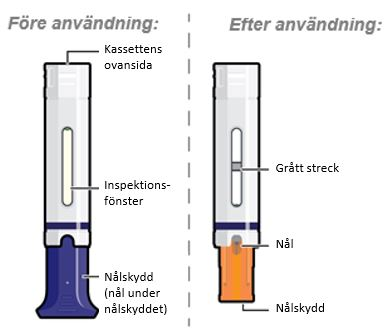 Före användning:
Kassettens
ovansida
Inspektions-
fönster
Nålskydd
(nål under
nålskyddet)
Efter användning:
Grått streck
Nål
Nålskydd